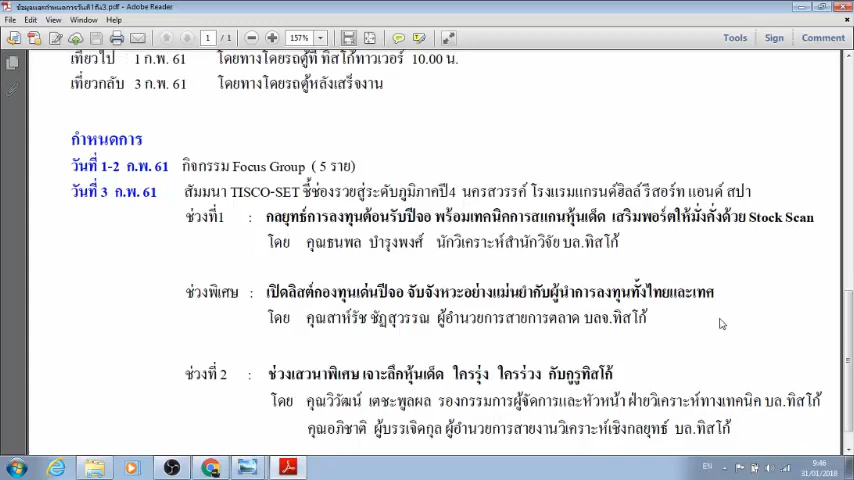 ข้อมูลและกำหนดการวันที่1ถึง3.pdf - Adobe Reader
File Edit View Window Help
1 / 1 157% Tools Sign Comment
เที่ยวไป 1 ก.พ. 61 โดยทางโดยรถตู้ที่ ทิสโก้ทาวเวอร์ 10.00 น.
เที่ยวกลับ 3 ก.พ. 61 โดยทางโดยรถตู้หลังเสร็จงาน
กำหนดการ
วันที่ 1-2 ก.พ. 61 กิจกรรม Focus Group ( 5 ราย)
วันที่ 3 ก.พ. 61 สัมมนา TISCO-SET ชี้ช่องรวยสู่ระดับภูมิภาคปี4 นครสวรรค์ โรงแรมแกรนด์ฮิลล์ รีสอร์ท แอนด์ สปา
ช่วงที่1 : กลยุทธ์การลงทุนต้อนรับปีจอ พร้อมเทคนิคการสแกนหุ้นเด็ด เสริมพอร์ตให้มั่งคั่งด้วย Stock Scan
โดย คุณธนพล บำรุงพงศ์ นักวิเคราะห์สำนักวิจัย บล.ทิสโก้
ช่วงพิเศษ : เปิดลิสต์กองทุนเด่นปีจอ จับจังหวะอย่างแม่นยำกับผู้นำการลงทุนทั้งไทยและเทศ
โดย คุณสาห์รัช ชัฏสุวรรณ ผู้อำนวยการสายการตลาด บลจ.ทิสโก้
ช่วงที่ 2 : ช่วงเสวนาพิเศษ เจาะลึกหุ้นเด็ด ใครรุ่ง ใครร่วง กับกูรูทิสโก้
โดย คุณวิวัฒน์ เตชะพูลผล รองกรรมการผู้จัดการและหัวหน้า ฝ่ายวิเคราะห์ทางเทคนิค บล.ทิสโก้
คุณอภิชาติ ผู้บรรเจิดกุล ผู้อำนวยการสายงานวิเคราะห์เชิงกลยุทธ์ บล.ทิสโก้
EN 9:46
31/01/2018